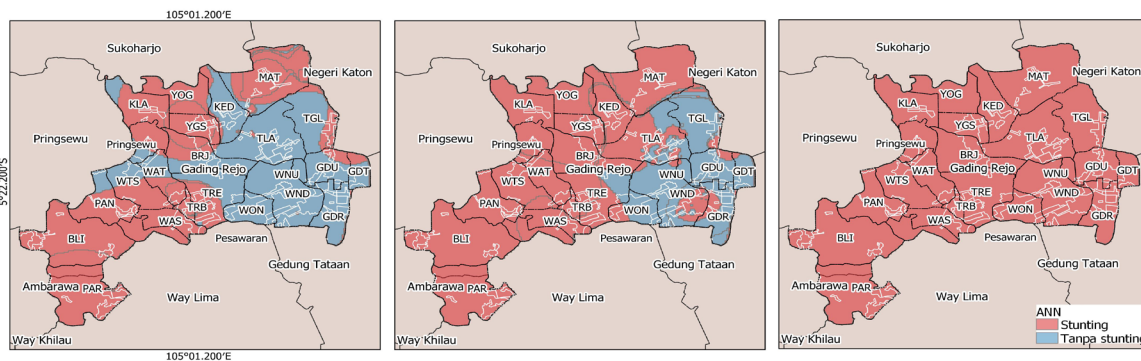 105°01.200'E
5°22.200'S
Sukoharjo
Negeri Katon
MAT
YOG
KLA
KED
TGL
YGS
TLA
Pringsewu
Pringsewu
BRJ
Gading Rejo
GDU
GDT
WAT
WTS
WNU
TRE
WND
PAN
TRB
WON
GDR
WAS
BLI
Pesawaran
Gedung Tataan
Ambarawa
PAR
Way Lima
Way Khilau
105°01.200'E
Sukoharjo
Negeri Katon
MAT
YOG
KLA
KED
TGL
YGS
TLA
Pringsewu
Pringsewu
BRJ
Gading Rejo
GDU
GDT
WAT
WTS
WNU
TRE
WND
PAN
TRB
WON
GDR
WAS
BLI
Pesawaran
Gedung Tataan
Ambarawa
PAR
Way Lima
Way Khilau
Sukoharjo
Negeri Katon
MAT
YOG
KLA
KED
TGL
YGS
TLA
Pringsewu
Pringsewu
BRJ
Gading Rejo
GDU
GDT
WAT
WTS
WNU
TRE
WND
PAN
TRB
WON
GDR
WAS
BLI
Pesawaran
Gedung Tataan
Ambarawa
PAR
Way Lima
Way Khilau
ANN
Stunting
Tanpa stunting